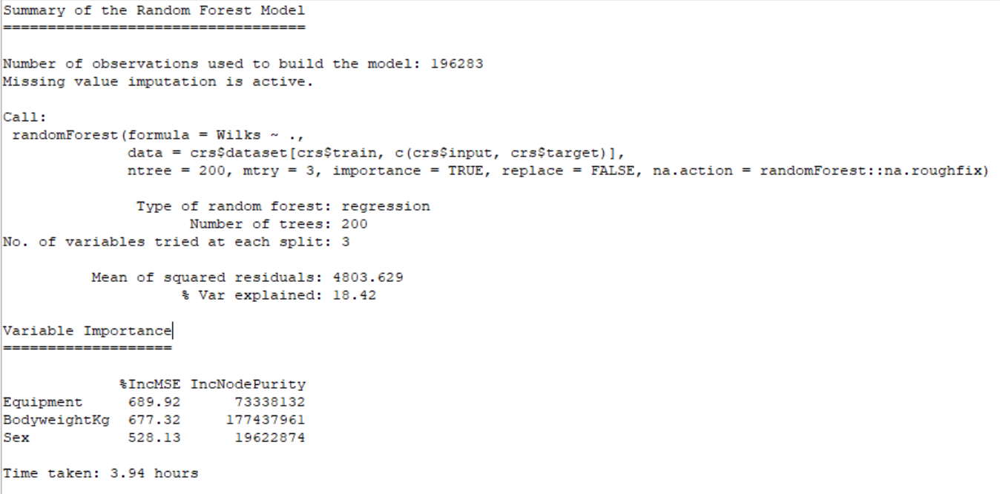 Summary of the Random Forest Model
==================================
Number of observations used to build the model: 196283
Missing value imputation is active.
Call:
 randomForest(formula = Wilks ~ .,
              data = crs$dataset[crs$train, c(crs$input, crs$target)],
              ntree = 200, mtry = 3, importance = TRUE, replace = FALSE, na.action = randomForest::na.roughfix)
               Type of random forest: regression
                     Number of trees: 200
No. of variables tried at each split: 3
          Mean of squared residuals: 4803.629
                    % Var explained: 18.42
Variable Importance
===================
             %IncMSE IncNodePurity
Equipment     689.92      73338132
BodyweightKg  677.32     177437961
Sex           528.13      19622874
Time taken: 3.94 hours